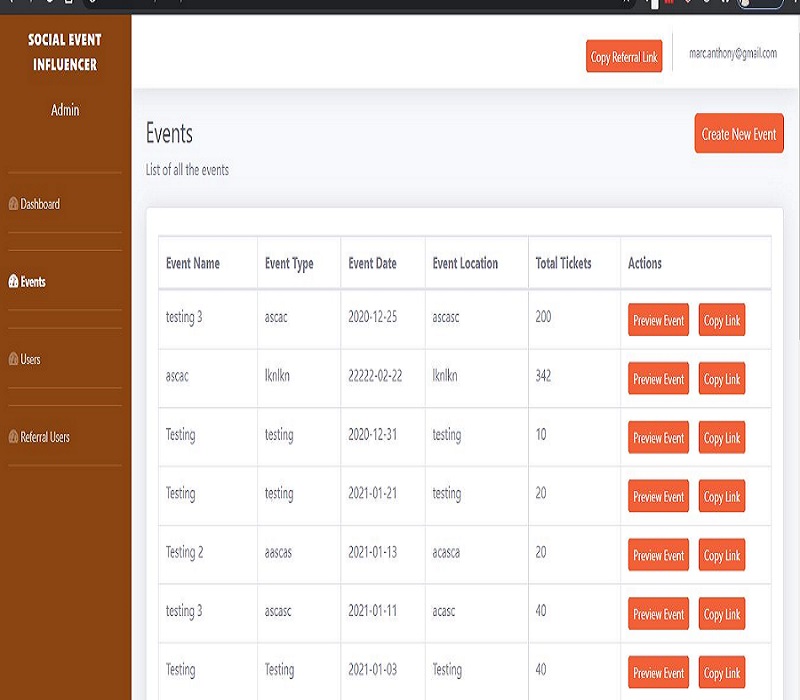 SOCIAL EVENT
INFLUENCER
Admin
Dashboard
Events
Users
Referral Users
Copy Referral Link
marc.anthony@gmail.com
Events
Create New Event
List of all the events
Event Name Event Type Event Date Event Location Total Tickets Actions
testing 3 ascac 2020-12-25 ascasc 200 Preview Event Copy Link
ascac lknlkn 22222-02-22 lknlkn 342 Preview Event Copy Link
Testing testing 2020-12-31 testing 10 Preview Event Copy Link
Testing testing 2021-01-21 testing 20 Preview Event Copy Link
Testing 2 aascas 2021-01-13 acasca 20 Preview Event Copy Link
testing 3 ascasc 2021-01-11 acasc 40 Preview Event Copy Link
Testing Testing 2021-01-03 Testing 40 Preview Event Copy Link